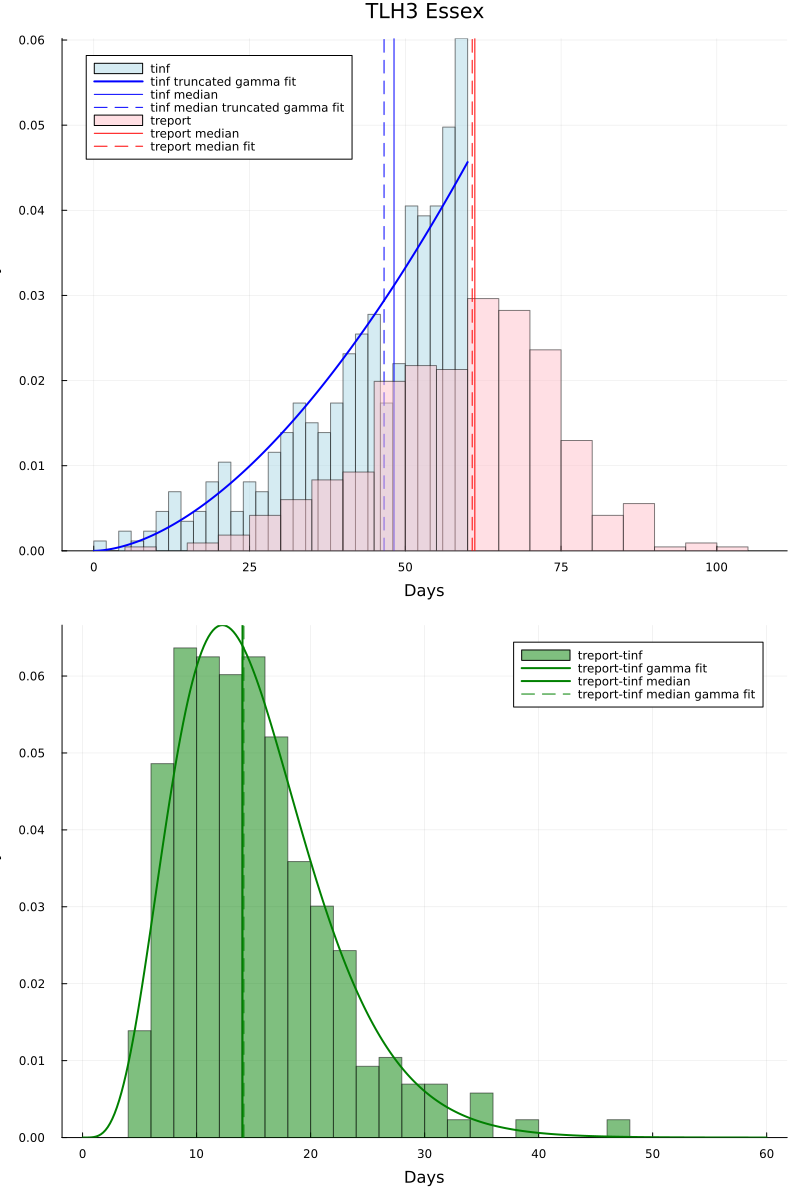 TLH3 Essex
0.06
0.05
0.04
0.03
0.02
0.01
0.00
tinf
tinf truncated gamma fit
tinf median
tinf median truncated gamma fit
treport
treport median
treport median fit
0 25 50 75 100
Days
0.06
0.05
0.04
0.03
0.02
0.01
0.00
treport-tinf
treport-tinf gamma fit
treport-tinf median
treport-tinf median gamma fit
0 10 20 30 40 50 60
Days